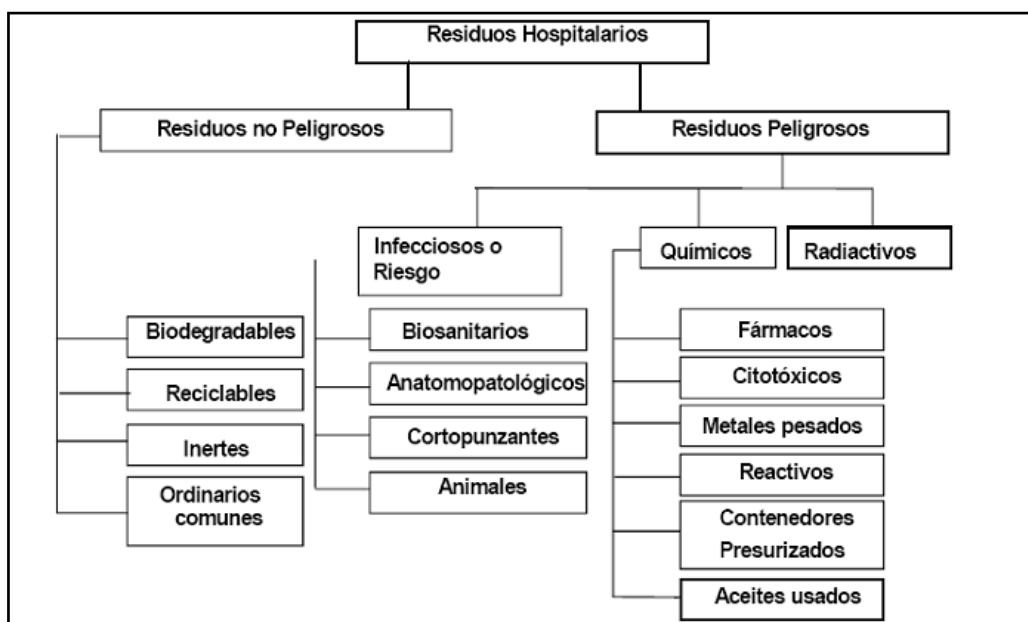 Residuos Hospitalarios
Residuos no Peligrosos
Residuos Peligrosos
Infecciosos o
Riesgo
Químicos
Radiactivos
Biodegradables
Reciclables
Inertes
Ordinarios
comunes
Biosanitarios
Anatomopatológicos
Cortopunzantes
Animales
Fármacos
Citotóxicos
Metales pesados
Reactivos
Contenedores
Presurizados
Aceites usados